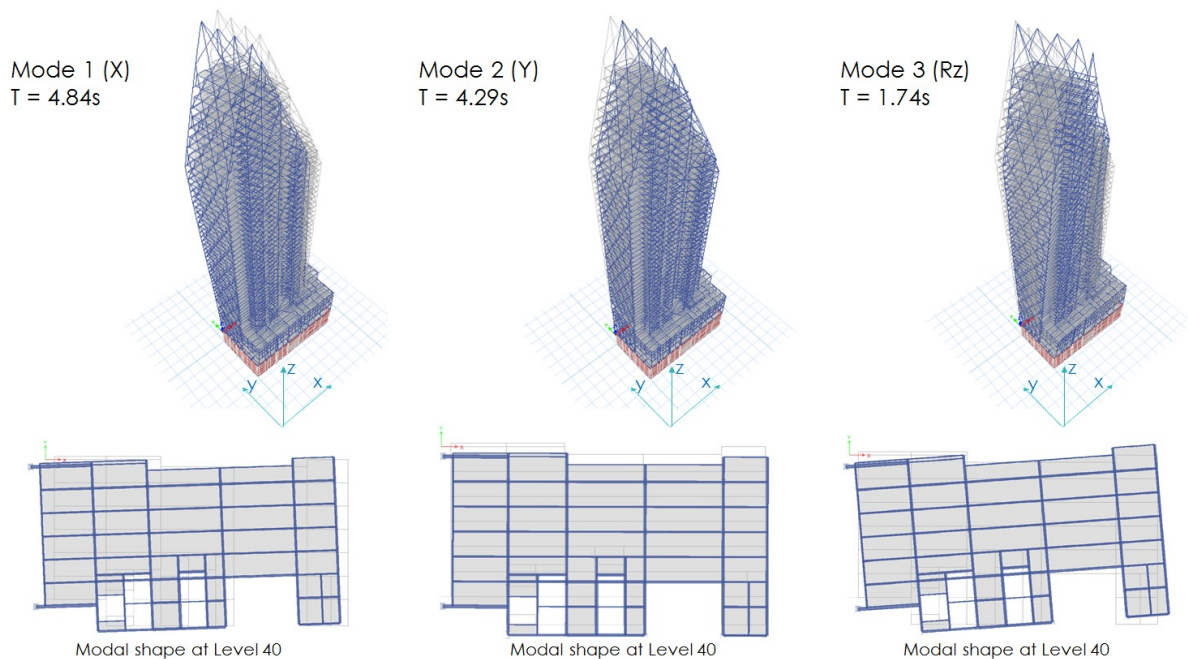 Mode 1 (X)
T = 4.84s
Mode 2 (Y)
T = 4.29s
Mode 3 (Rz)
T = 1.74s
Z
y
x
Z
y
x
Z
y
x
Modal shape at Level 40
Modal shape at Level 40
Modal shape at Level 40